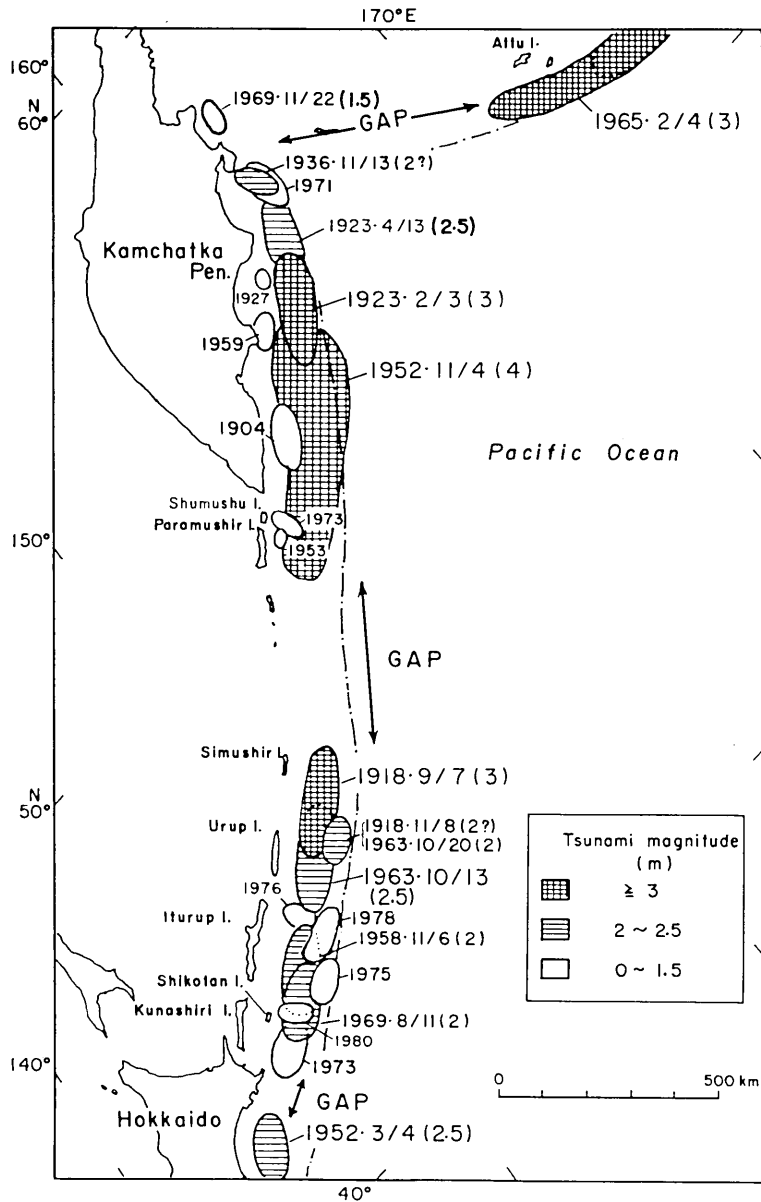 170°E
Attu I.
160°
N
60°
1969·11/22 (1.5)
GAP
1965·2/4 (3)
1936·11/13 (2?)
1971
1923·4/13 (2.5)
Kamchatka
Pen.
1927
1923·2/3 (3)
1959
1952·11/4 (4)
1904
Pacific Ocean
Shumushu I.
Paramushir I.
1973
1953
150°
GAP
Simushir I.
1918·9/7 (3)
N
50°
Urup I.
1918·11/8 (2?)
1963·10/20 (2)
1963·10/13
(2.5)
1976
Iturup I.
1978
1958·11/6 (2)
1975
Shikotan I.
Kunashiri I.
1969·8/11 (2)
1980
1973
140°
GAP
Hokkaido
1952·3/4 (2.5)
40°
Tsunami magnitude
(m)
≧ 3
2 ~ 2.5
0 ~ 1.5
0 500 km